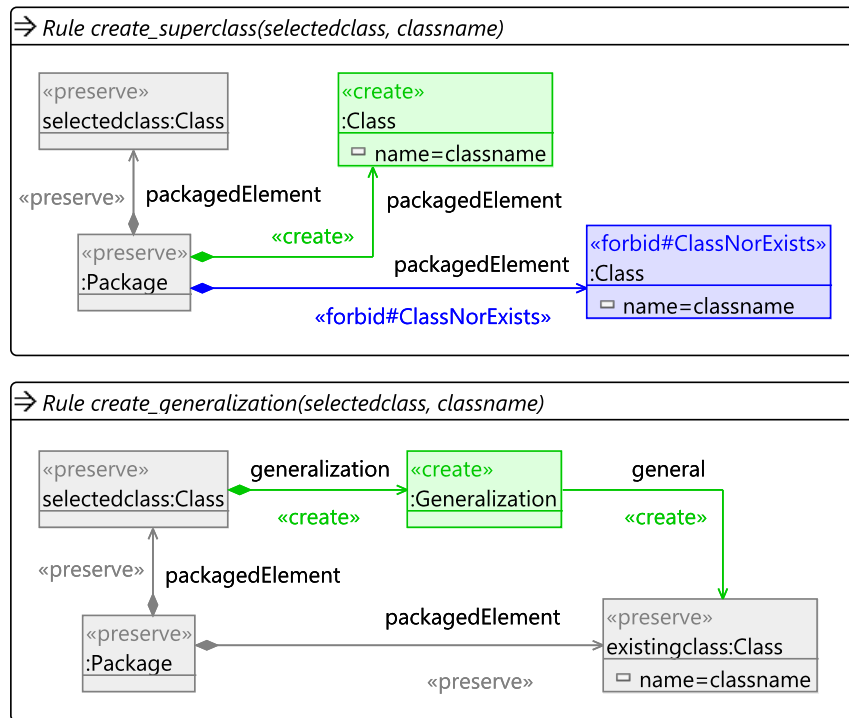 Rule create_superclass(selectedclass, classname)
«preserve»
selectedclass:Class
«create»
:Class
name=classname
«preserve»
packagedElement
packagedElement
«create»
«preserve»
:Package
packagedElement
«forbid#ClassNorExists»
«forbid#ClassNorExists»
:Class
name=classname
Rule create_generalization(selectedclass, classname)
«preserve»
selectedclass:Class
generalization
«create»
«create»
:Generalization
general
«create»
«preserve»
packagedElement
«preserve»
:Package
packagedElement
«preserve»
«preserve»
existingclass:Class
name=classname